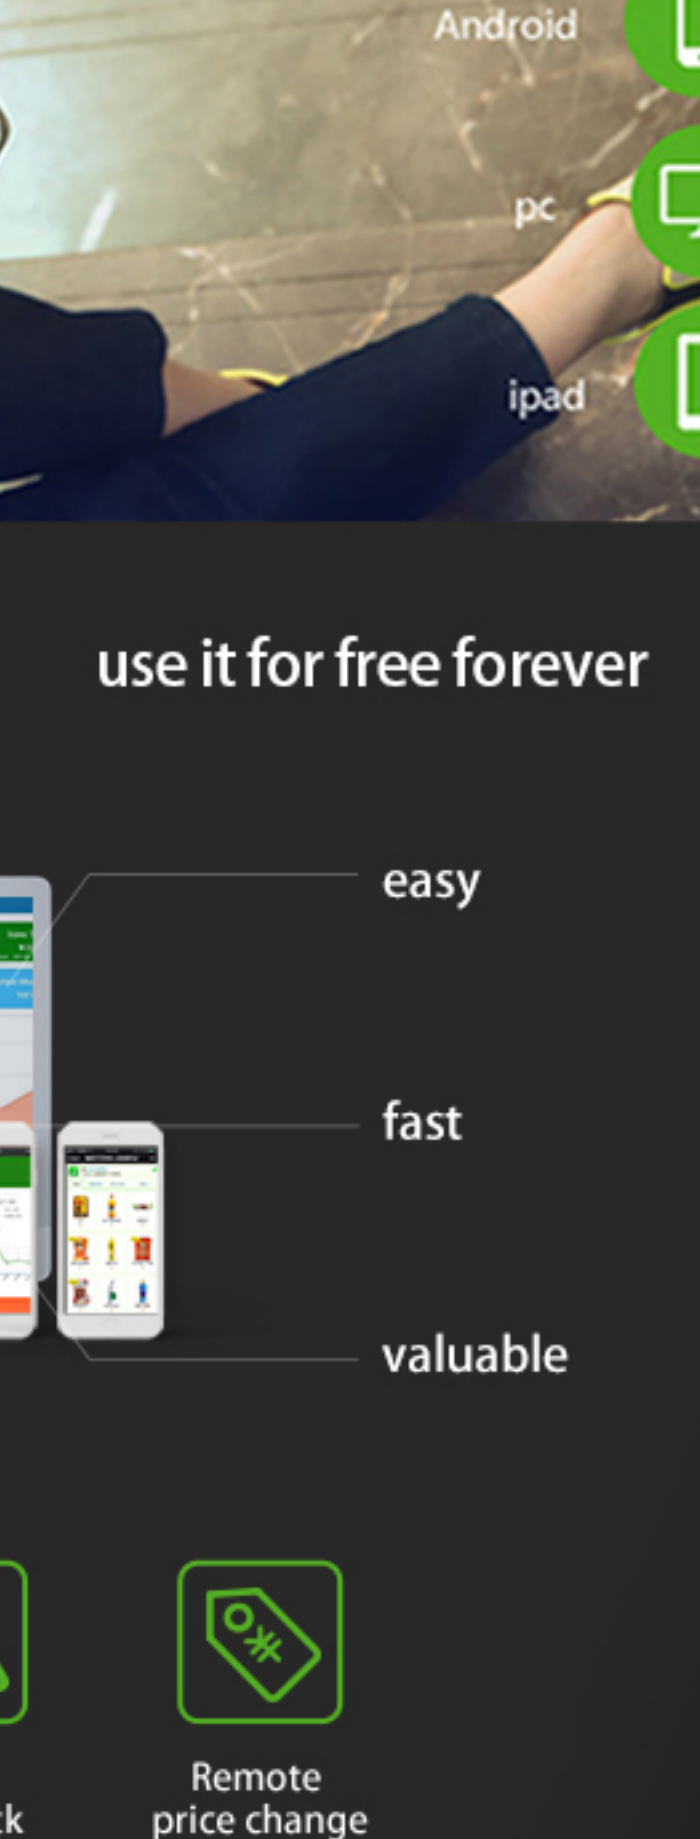 Android
pc
ipad
use it for free forever
easy
fast
valuable
Remote
price change